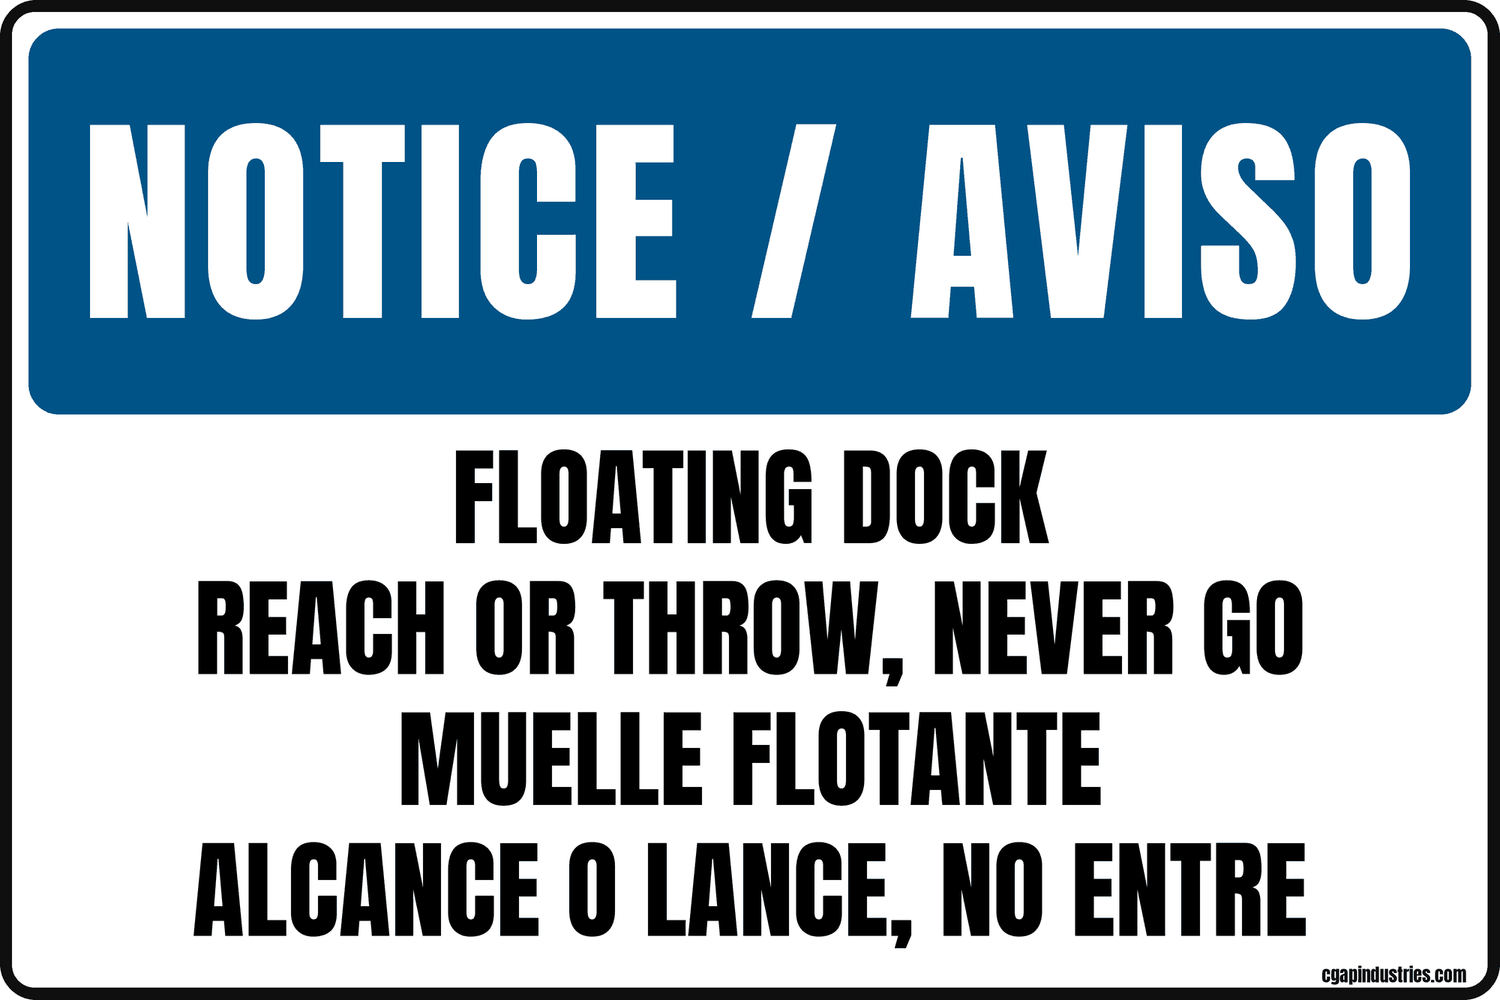 NOTICE / AVISO
FLOATING DOCK
REACH OR THROW, NEVER GO
MUELLE FLOTANTE
ALCANCE O LANCE, NO ENTRE
cgapindustries.com